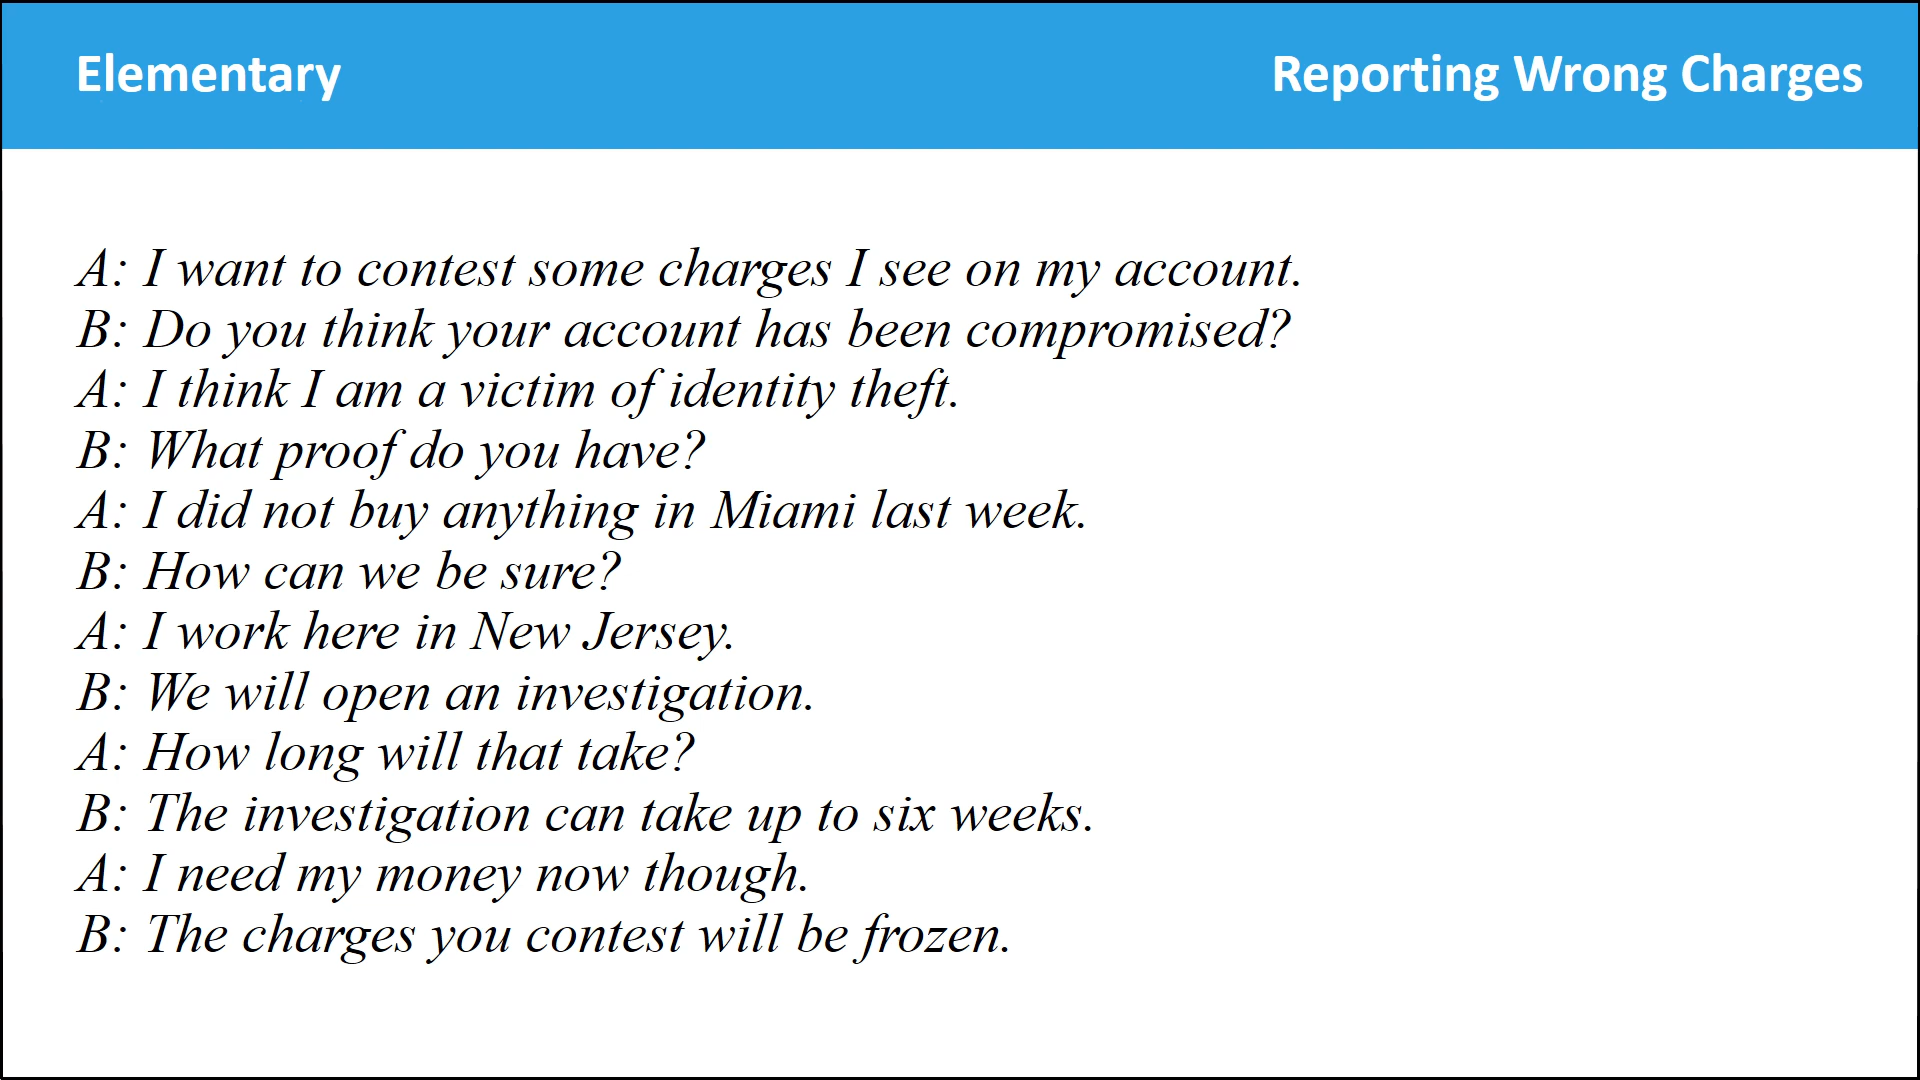 Elementary
Reporting Wrong Charges
A: I want to contest some charges I see on my account.
B: Do you think your account has been compromised?
A: I think I am a victim of identity theft.
B: What proof do you have?
A: I did not buy anything in Miami last week.
B: How can we be sure?
A: I work here in New Jersey.
B: We will open an investigation.
A: How long will that take?
B: The investigation can take up to six weeks.
A: I need my money now though.
B: The charges you contest will be frozen.